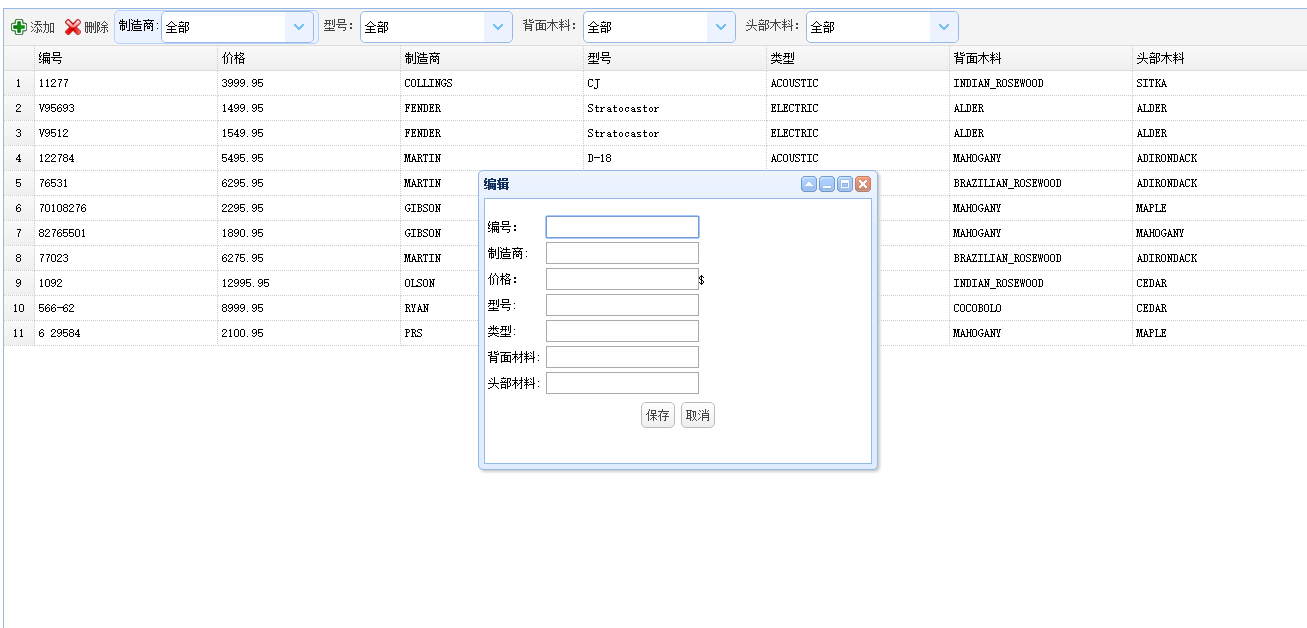 添加 删除 制造商: 全部 型号: 全部 背面木料: 全部 头部木料: 全部
编号 价格 制造商 型号 类型 背面木料 头部木料
1 11277 3999.95 COLLINGS CJ ACOUSTIC INDIAN_ROSEWOOD SITKA
2 V95693 1499.95 FENDER Stratocastor ELECTRIC ALDER ALDER
3 V9512 1549.95 FENDER Stratocastor ELECTRIC ALDER ALDER
4 122784 5495.95 MARTIN D-18 ACOUSTIC MAHOGANY ADIRONDACK
5 76531 6295.95 MARTIN BRAZILIAN_ROSEWOOD ADIRONDACK
6 70108276 2295.95 GIBSON MAHOGANY MAPLE
7 82765501 1890.95 GIBSON MAHOGANY MAHOGANY
8 77023 6275.95 MARTIN BRAZILIAN_ROSEWOOD ADIRONDACK
9 1092 12995.95 OLSON INDIAN_ROSEWOOD CEDAR
10 566-62 8999.95 RYAN COCOBOLO CEDAR
11 6 29584 2100.95 PRS MAHOGANY MAPLE
编辑
编号：
制造商:
价格： $
型号:
类型:
背面材料:
头部材料:
保存 取消